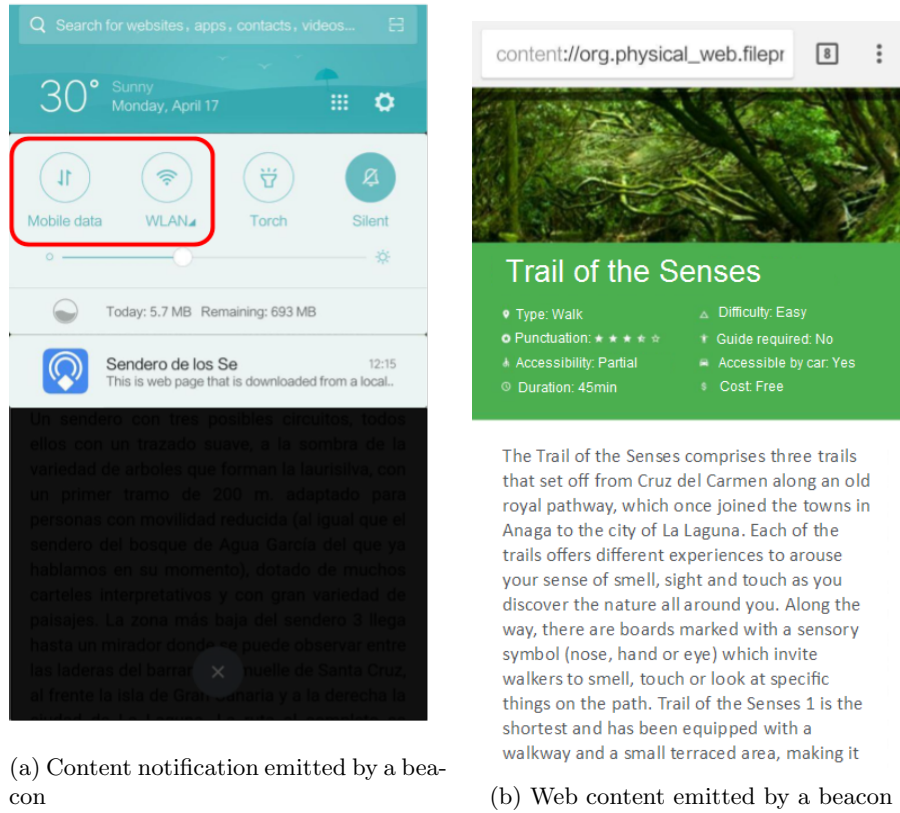 Search for websites, apps, contacts, videos...
30° Sunny
Monday, April 17
Mobile data WLAN Torch Silent
Today: 5.7 MB Remaining: 693 MB
Sendero de los Se 12:15
This is web page that is downloaded from a local..
Un sendero con tres posibles circuitos, todos
ellos con un trazado suave, a la sombra de la
variedad de arboles que forman la laurisilva, con
un primer tramo de 200 m. adaptado para
personas con movilidad reducida (al igual que el
sendero del bosque de Agua García del que ya
hablamos en su momento), dotado de muchos
carteles interpretativos y con gran variedad de
paisajes. La zona más baja del sendero 3 llega
hasta un mirador donde se puede observar entre
las laderas del muelle de Santa Cruz,
al frente la isla de Gran Canaria y a la derecha la
(a) Content notification emitted by a bea-
con
content://org.physical_web.filepr 8
Trail of the Senses
Type: Walk Difficulty: Easy
Punctuation: Guide required: No
Accessibility: Partial Accessible by car: Yes
Duration: 45min $ Cost: Free
The Trail of the Senses comprises three trails
that set off from Cruz del Carmen along an old
royal pathway, which once joined the towns in
Anaga to the city of La Laguna. Each of the
trails offers different experiences to arouse
your sense of smell, sight and touch as you
discover the nature all around you. Along the
way, there are boards marked with a sensory
symbol (nose, hand or eye) which invite
walkers to smell, touch or look at specific
things on the path. Trail of the Senses 1 is the
shortest and has been equipped with a
walkway and a small terraced area, making it
(b) Web content emitted by a beacon